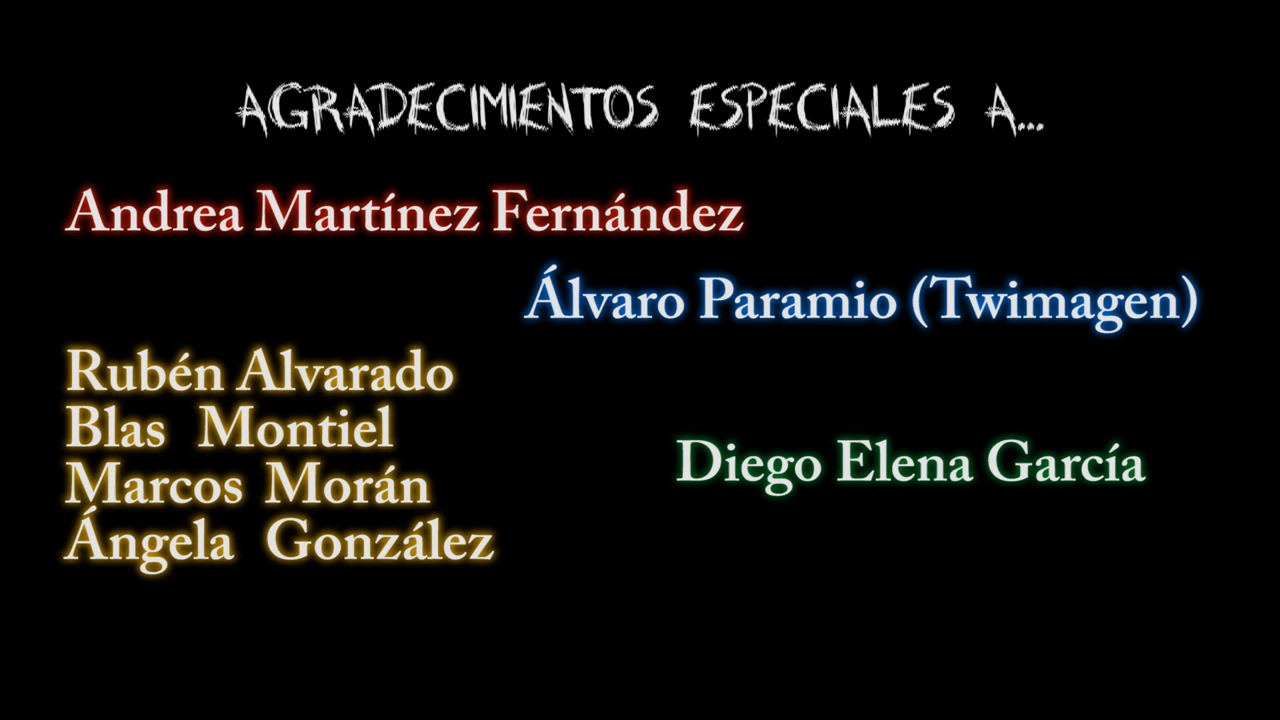 AGRADECIMIENTOS ESPECIALES A...
Andrea Martínez Fernández
Álvaro Paramio (Twimagen)
Rubén Alvarado
Blas Montiel
Marcos Morán
Ángela González
Diego Elena García